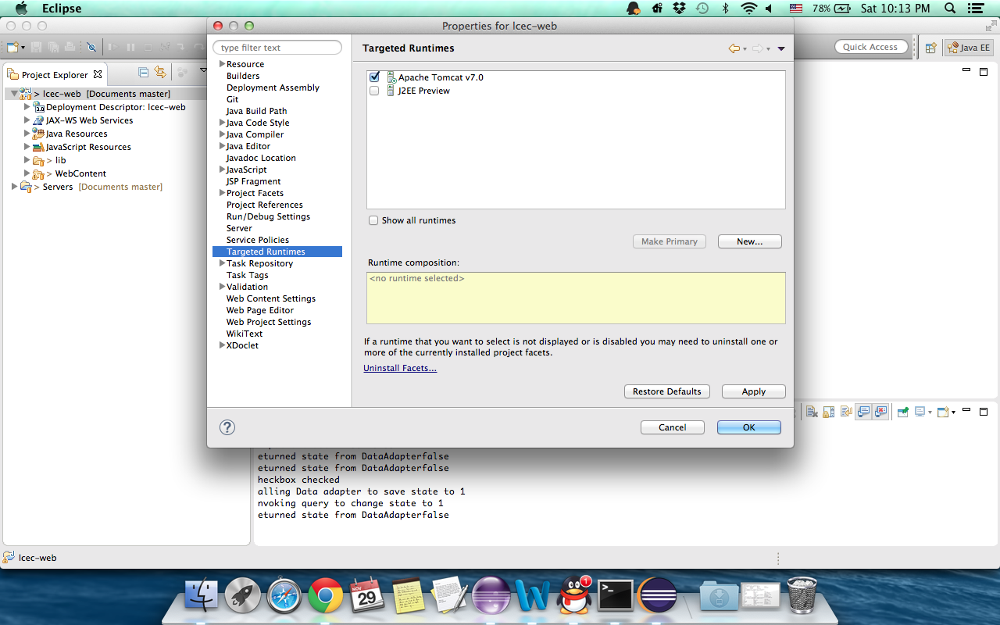 Eclipse
78%
Sat 10:13 PM
Properties for lcec-web
Quick Access
Java EE
Project Explorer
> lcec-web [Documents master]
Deployment Descriptor: lcec-web
JAX-WS Web Services
Java Resources
JavaScript Resources
> lib
> WebContent
> Servers [Documents master]
type filter text
Resource
Builders
Deployment Assembly
Git
Java Build Path
Java Code Style
Java Compiler
Java Editor
Javadoc Location
JavaScript
JSP Fragment
Project Facets
Project References
Run/Debug Settings
Server
Service Policies
Targeted Runtimes
Task Repository
Task Tags
Validation
Web Content Settings
Web Page Editor
Web Project Settings
WikiText
XDoclet
Targeted Runtimes
Apache Tomcat v7.0
J2EE Preview
Show all runtimes
Make Primary
New...
Runtime composition:
<no runtime selected>
If a runtime that you want to select is not displayed or is disabled you may need to uninstall one or
more of the currently installed project facets.
Uninstall Facets...
Restore Defaults
Apply
Cancel
OK
eturned state from DataAdapterfalse
eturned state from DataAdapterfalse
heckbox checked
alling Data adapter to save state to 1
nvoking query to change state to 1
eturned state from DataAdapterfalse
lcec-web
NOV
29
1